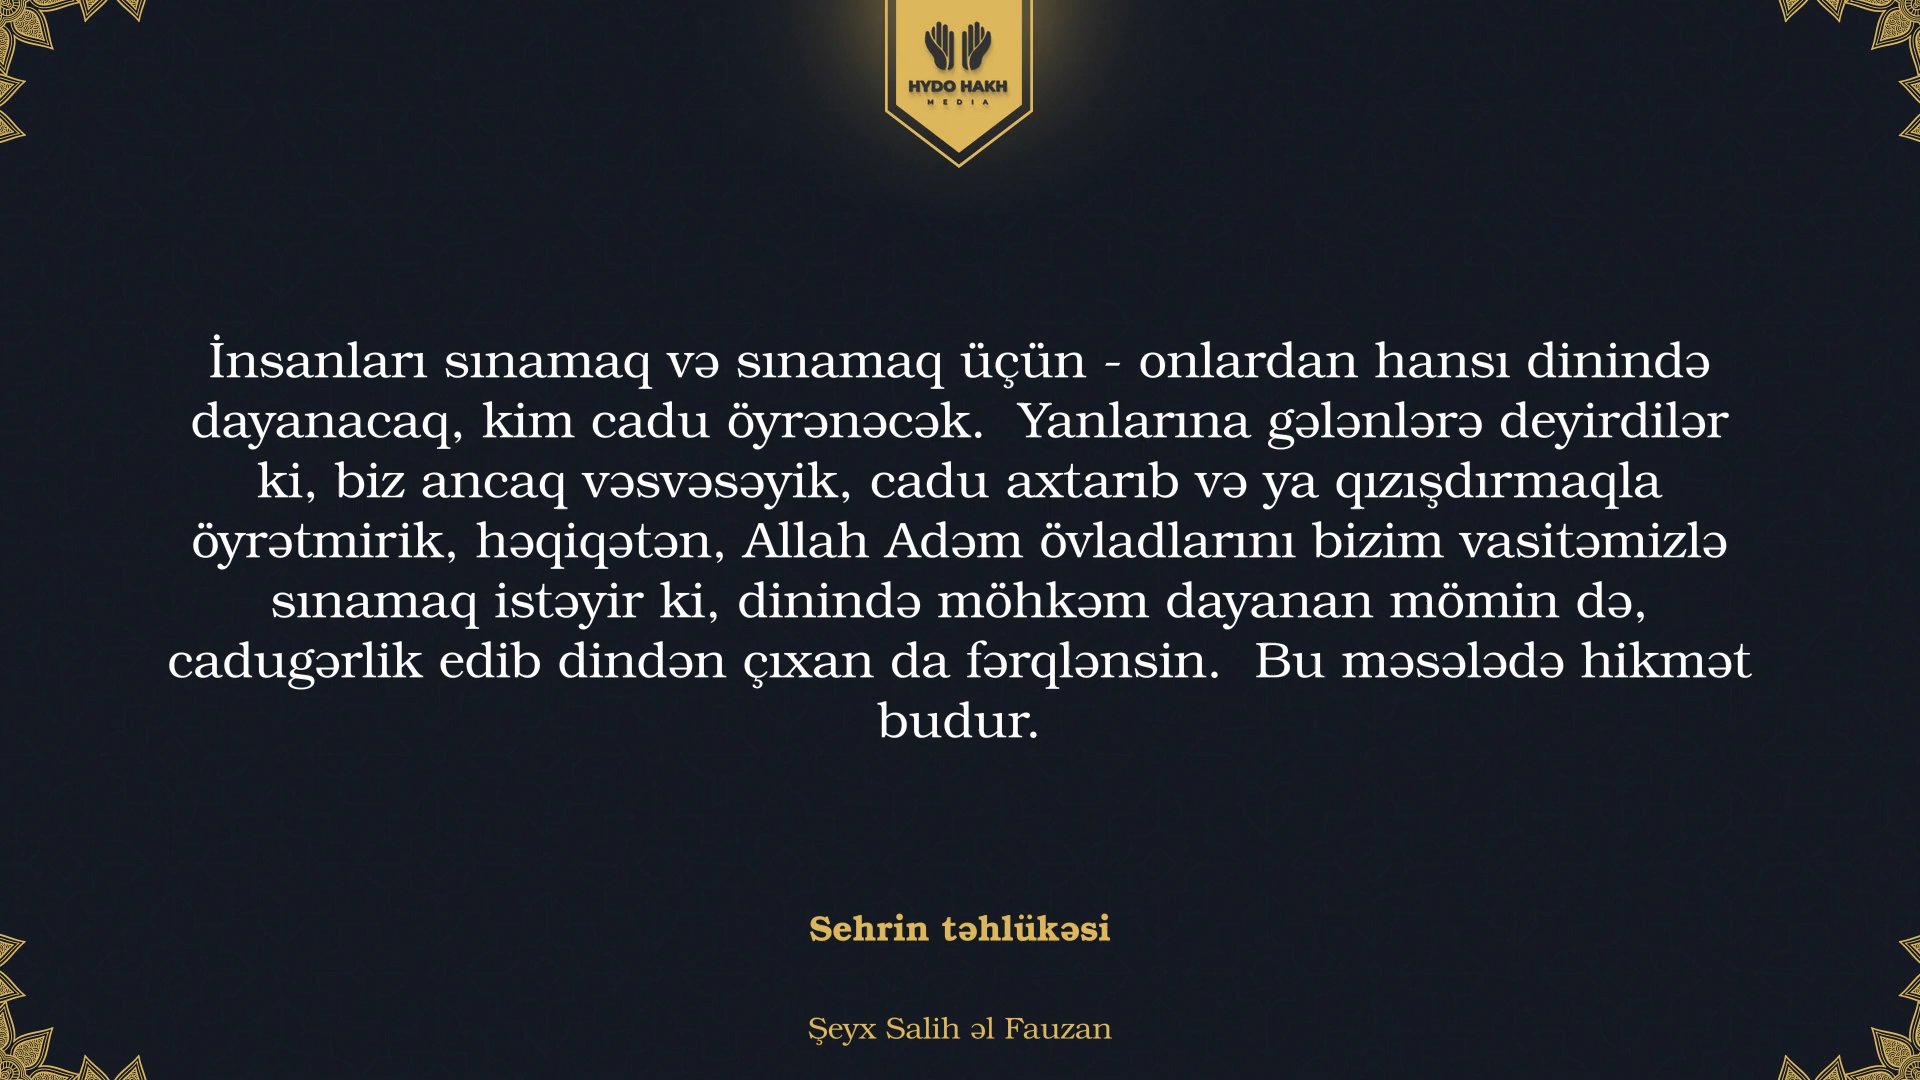 HYDO HAKH
MEDIA
İnsanları sınamaq və sınamaq üçün - onlardan hansı dinində
dayanacaq, kim cadu öyrənəcək.  Yanlarına gələnlərə deyirdilər
ki, biz ancaq vəsvəsəyik, cadu axtarıb və ya qızışdırmaqla
öyrətmirik, həqiqətən, Allah Adəm övladlarını bizim vasitəmizlə
sınamaq istəyir ki, dinində möhkəm dayanan mömin də,
cadugərlik edib dindən çıxan da fərqlənsin.  Bu məsələdə hikmət
budur.
Sehrin təhlükəsi
Şeyx Salih əl Fauzan